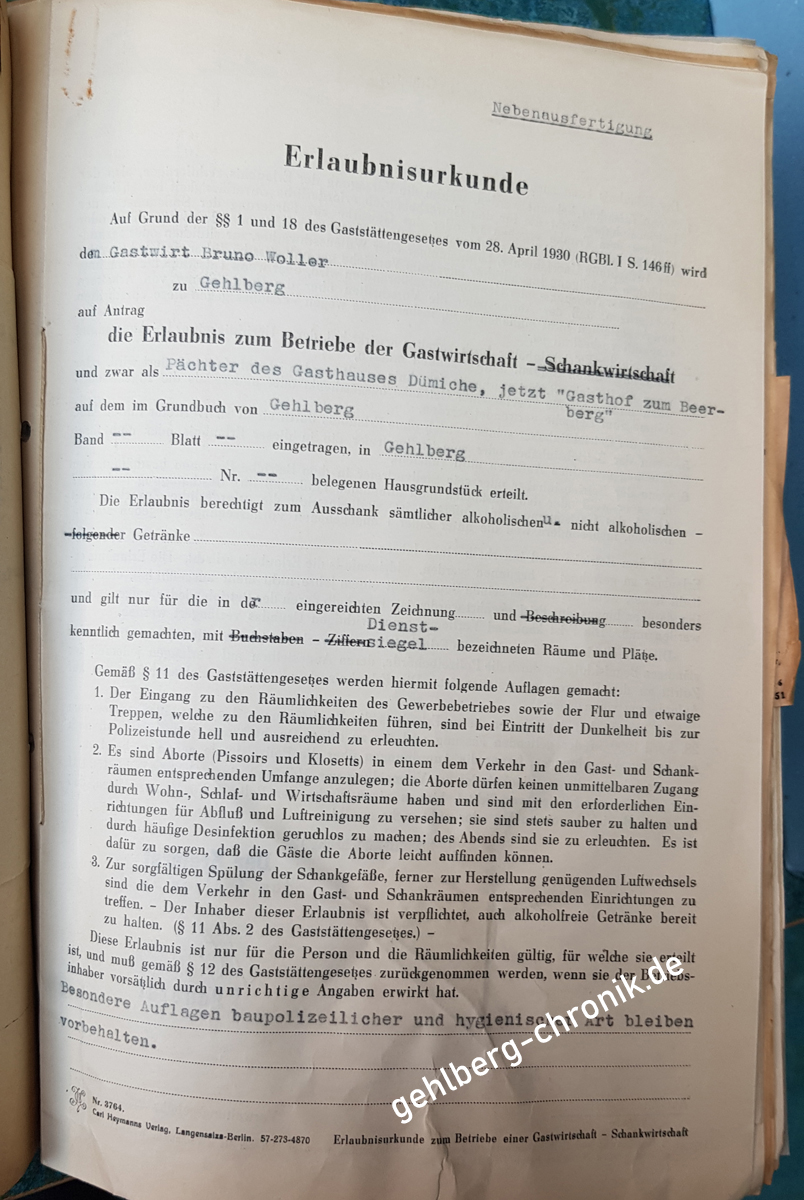 Nebenausfertigung
Erlaubnisurkunde
Auf Grund der §§ 1 und 18 des Gaststättengesetzes vom 28. April 1930 (RGBl. I S. 146 ff) wird
den Gastwirt Bruno Woller
zu Gehlberg
auf Antrag
die Erlaubnis zum Betriebe der Gastwirtschaft – Schankwirtschaft
und zwar als Pächter des Gasthauses Dümiche, jetzt "Gasthof zum Beer-
berg"
auf dem im Grundbuch von Gehlberg
Band -- Blatt -- eingetragen, in Gehlberg
-- Nr. -- belegenen Hausgrundstück erteilt.
Die Erlaubnis berechtigt zum Ausschank sämtlicher alkoholischen u. nicht alkoholischen –
folgender Getränke
und gilt nur für die in der eingereichten Zeichnung und Beschreibung besonders
Dienst-
kenntlich gemachten, mit Buchstaben – Ziffern siegel bezeichneten Räume und Plätze.
Gemäß § 11 des Gaststättengesetzes werden hiermit folgende Auflagen gemacht:
1. Der Eingang zu den Räumlichkeiten des Gewerbebetriebes sowie der Flur und etwaige
Treppen, welche zu den Räumlichkeiten führen, sind bei Eintritt der Dunkelheit bis zur
Polizeistunde hell und ausreichend zu erleuchten.
2. Es sind Aborte (Pissoirs und Klosetts) in einem dem Verkehr in den Gast- und Schank-
räumen entsprechenden Umfange anzulegen; die Aborte dürfen keinen unmittelbaren Zugang
durch Wohn-, Schlaf- und Wirtschaftsräume haben und sind mit den erforderlichen Ein-
richtungen für Abfluß und Luftreinigung zu versehen; sie sind stets sauber zu halten und
durch häufige Desinfektion geruchlos zu machen; des Abends sind sie zu erleuchten. Es ist
dafür zu sorgen, daß die Gäste die Aborte leicht auffinden können.
3. Zur sorgfältigen Spülung der Schankgefäße, ferner zur Herstellung genügenden Luftwechsels
sind die dem Verkehr in den Gast- und Schankräumen entsprechenden Einrichtungen zu
treffen. – Der Inhaber dieser Erlaubnis ist verpflichtet, auch alkoholfreie Getränke bereit
zu halten. (§ 11 Abs. 2 des Gaststättengesetzes.) –
Diese Erlaubnis ist nur für die Person und die Räumlichkeiten gültig, für welche sie erteilt
ist, und muß gemäß § 12 des Gaststättengesetzes zurückgenommen werden, wenn sie der Betriebs-
inhaber vorsätzlich durch unrichtige Angaben erwirkt hat.
Besondere Auflagen baupolizeilicher und hygienischer Art bleiben
vorbehalten.
gehlberg-chronik.de
Nr. 3764.
Carl Heymanns Verlag, Langensalza-Berlin. 57-273-4870
Erlaubnisurkunde zum Betriebe einer Gastwirtschaft – Schankwirtschaft